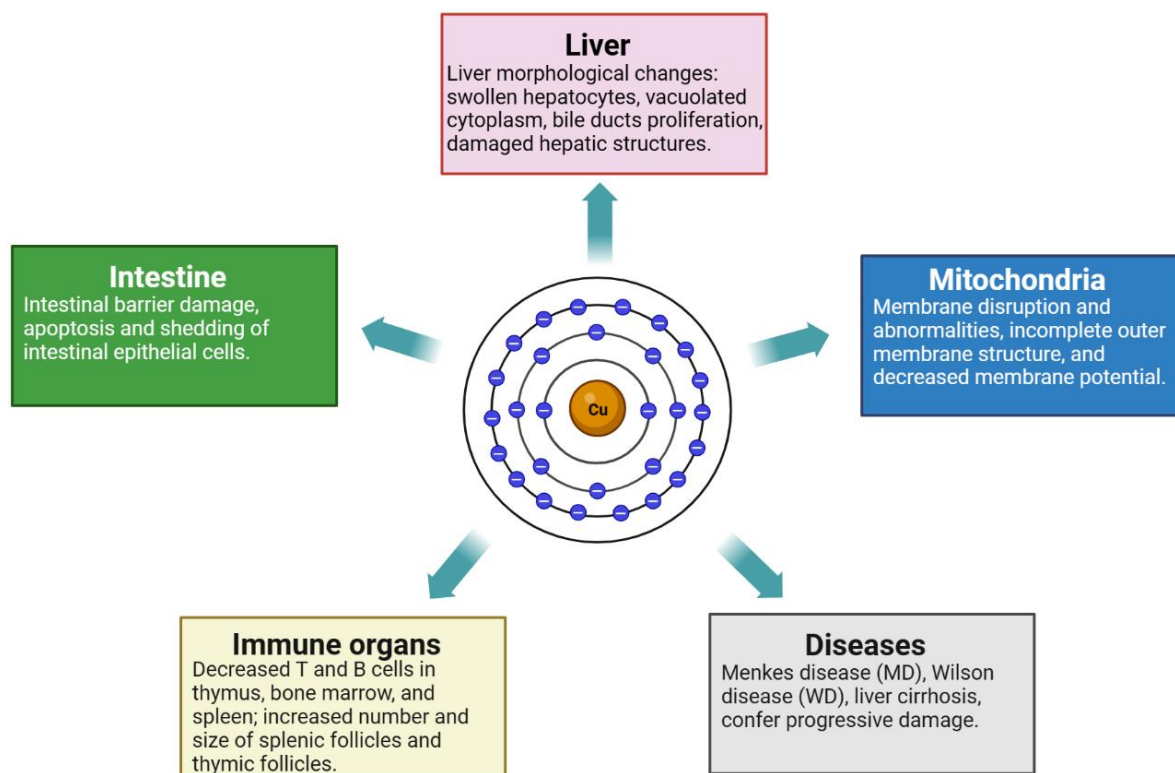 Liver
Liver morphological changes:
swollen hepatocytes, vacuolated
cytoplasm, bile ducts proliferation,
damaged hepatic structures.
Intestine
Intestinal barrier damage,
apoptosis and shedding of
intestinal epithelial cells.
Mitochondria
Membrane disruption and
abnormalities, incomplete outer
membrane structure, and
decreased membrane potential.
Cu
Immune organs
Decreased T and B cells in
thymus, bone marrow, and
spleen; increased number and
size of splenic follicles and
thymic follicles.
Diseases
Menkes disease (MD), Wilson
disease (WD), liver cirrhosis,
confer progressive damage.